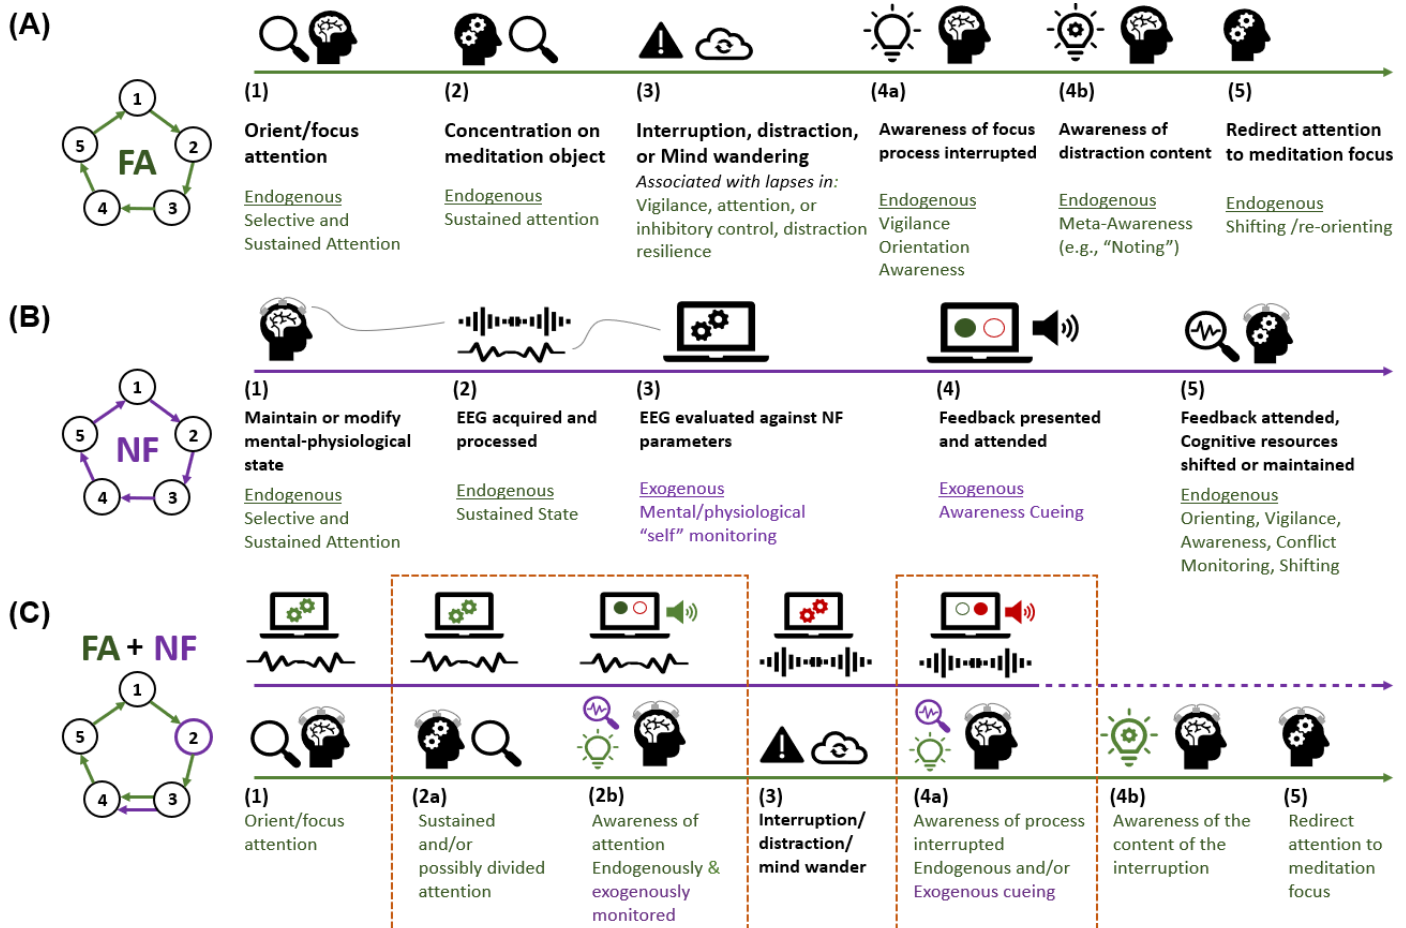 (A)
1
2
3
4
5
FA
(1)
Orient/focus
attention
Endogenous
Selective and
Sustained Attention
(2)
Concentration on
meditation object
Endogenous
Sustained attention
(3)
Interruption, distraction,
or Mind wandering
Associated with lapses in:
Vigilance, attention, or
inhibitory control, distraction
resilience
(4a)
Awareness of focus
process interrupted
Endogenous
Vigilance
Orientation
Awareness
(4b)
Awareness of
distraction content
Endogenous
Meta-Awareness
(e.g., “Noting”)
(5)
Redirect attention
to meditation focus
Endogenous
Shifting /re-orienting
(B)
1
2
3
4
5
NF
(1)
Maintain or modify
mental-physiological
state
Endogenous
Selective and
Sustained Attention
(2)
EEG acquired and
processed
Endogenous
Sustained State
(3)
EEG evaluated against NF
parameters
Exogenous
Mental/physiological
“self” monitoring
(4)
Feedback presented
and attended
Exogenous
Awareness Cueing
(5)
Feedback attended,
Cognitive resources
shifted or maintained
Endogenous
Orienting, Vigilance,
Awareness, Conflict
Monitoring, Shifting
(C)
FA + NF
1
2
3
4
5
(1)
Orient/focus
attention
(2a)
Sustained
and/or
possibly divided
attention
(2b)
Awareness of
attention
Endogenously &
exogenously
monitored
(3)
Interruption/
distraction/
mind wander
(4a)
Awareness of process
interrupted
Endogenous and/or
Exogenous cueing
(4b)
Awareness of the
content of the
interruption
(5)
Redirect
attention to
meditation
focus